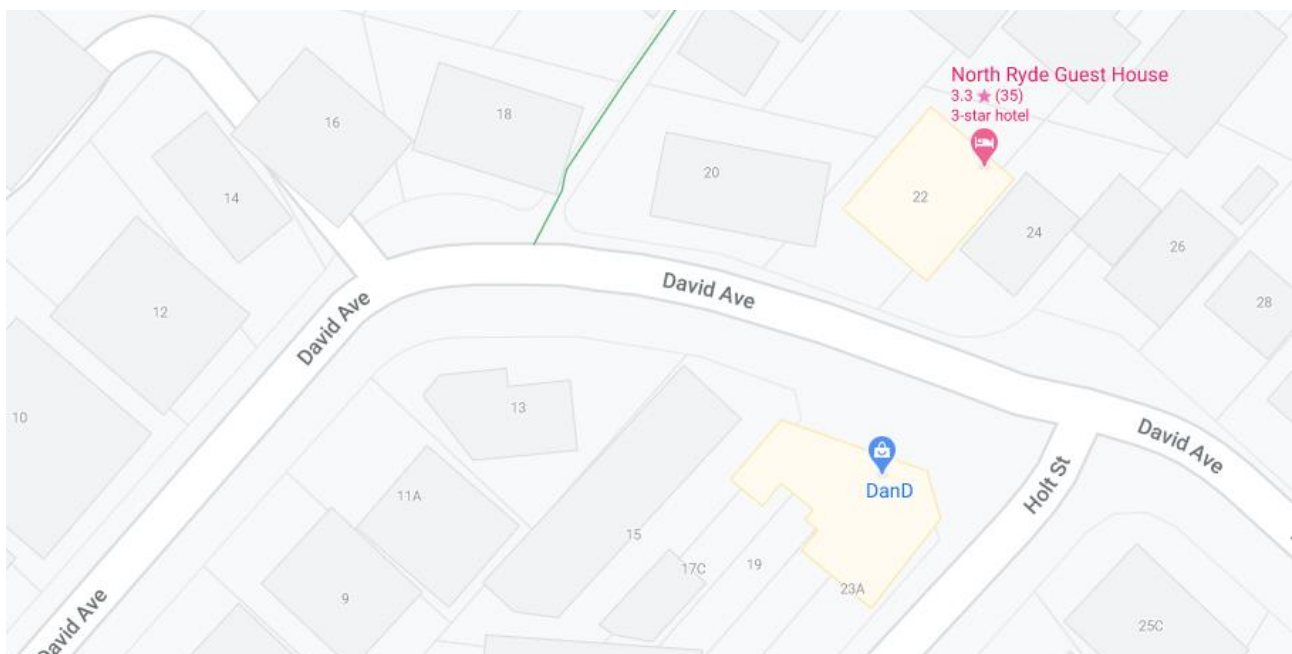 North Ryde Guest House
3.3 ★ (35)
3-star hotel
18
16
20
22
14
24
26
David Ave
28
David Ave
12
10
13
David Ave
DanD
Holt St
11A
15
17C
19
23A
9
David Ave
25C